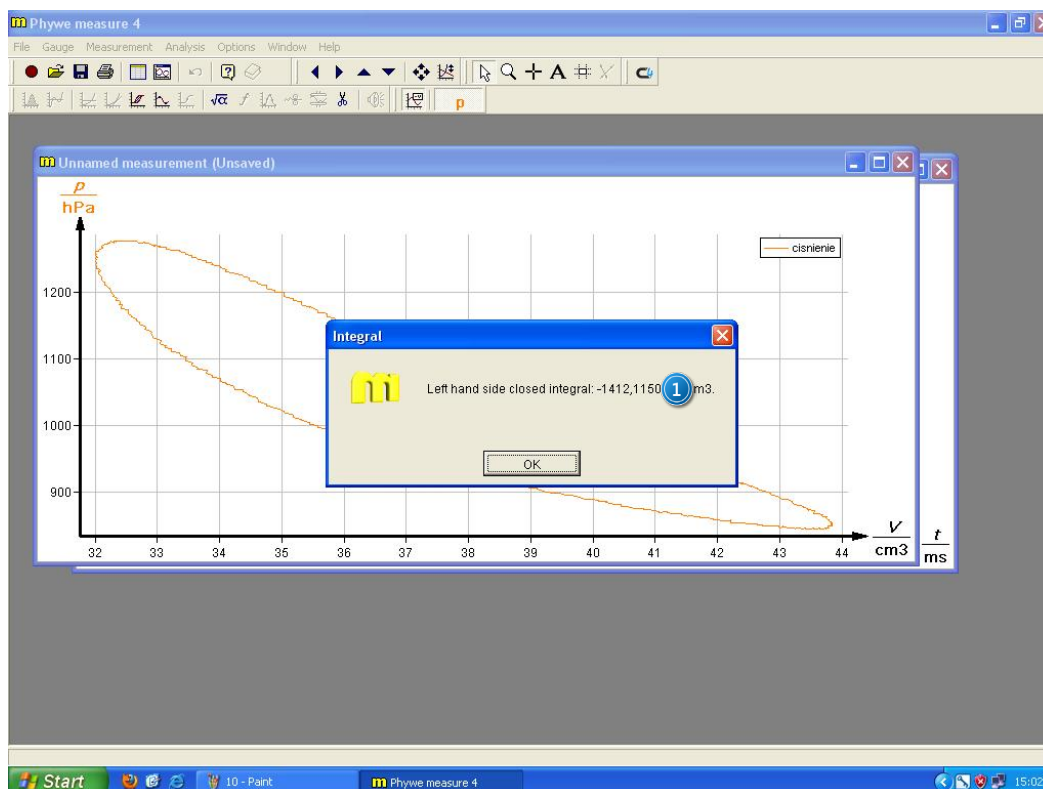 Phywe measure 4
File Gauge Measurement Analysis Options Window Help
p
Unnamed measurement (Unsaved)
p
hPa
cisnienie
1200
1100
1000
900
32 33 34 35 36 37 38 39 40 41 42 43 44
V
cm3
t
ms
Integral
Left hand side closed integral: -1412,1150 m3.
1
OK
Start 10 - Paint Phywe measure 4 15:02